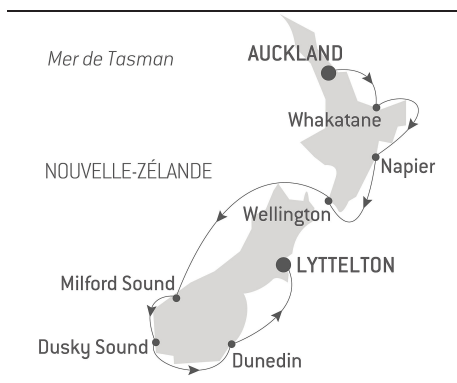 AUCKLAND
Mer de Tasman
Whakatane
NOUVELLE-ZÉLANDE
Napier
Wellington
LYTTELTON
Milford Sound
Dusky Sound
Dunedin